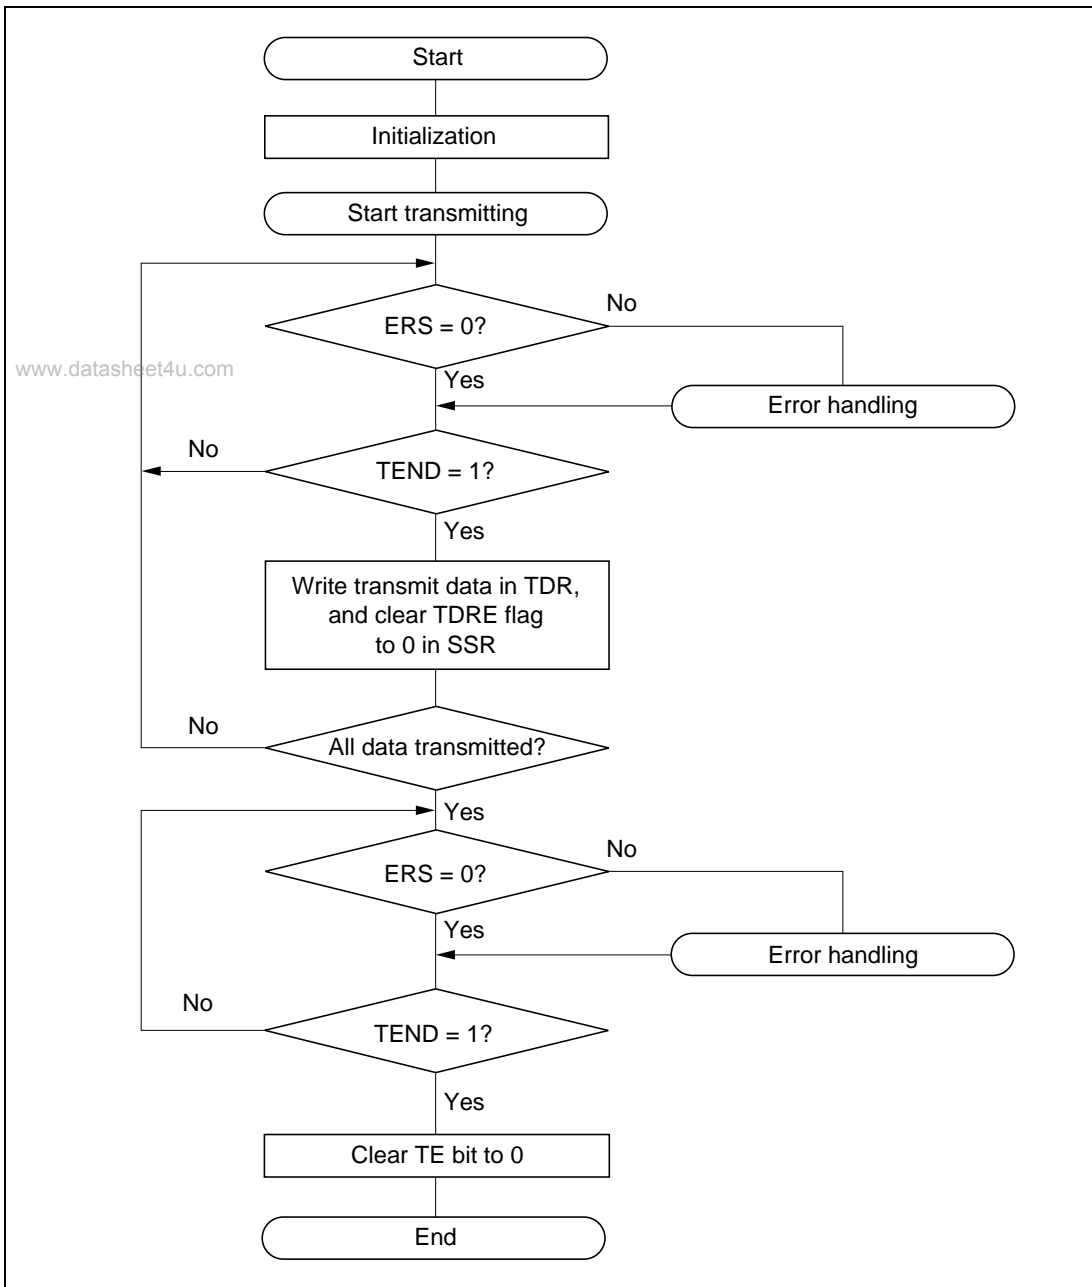 Start
Initialization
Start transmitting
ERS = 0?
No
www.datasheet4u.com
Yes
Error handling
No
TEND = 1?
Yes
Write transmit data in TDR,
and clear TDRE flag
to 0 in SSR
No
All data transmitted?
Yes
ERS = 0?
No
Yes
Error handling
No
TEND = 1?
Yes
Clear TE bit to 0
End